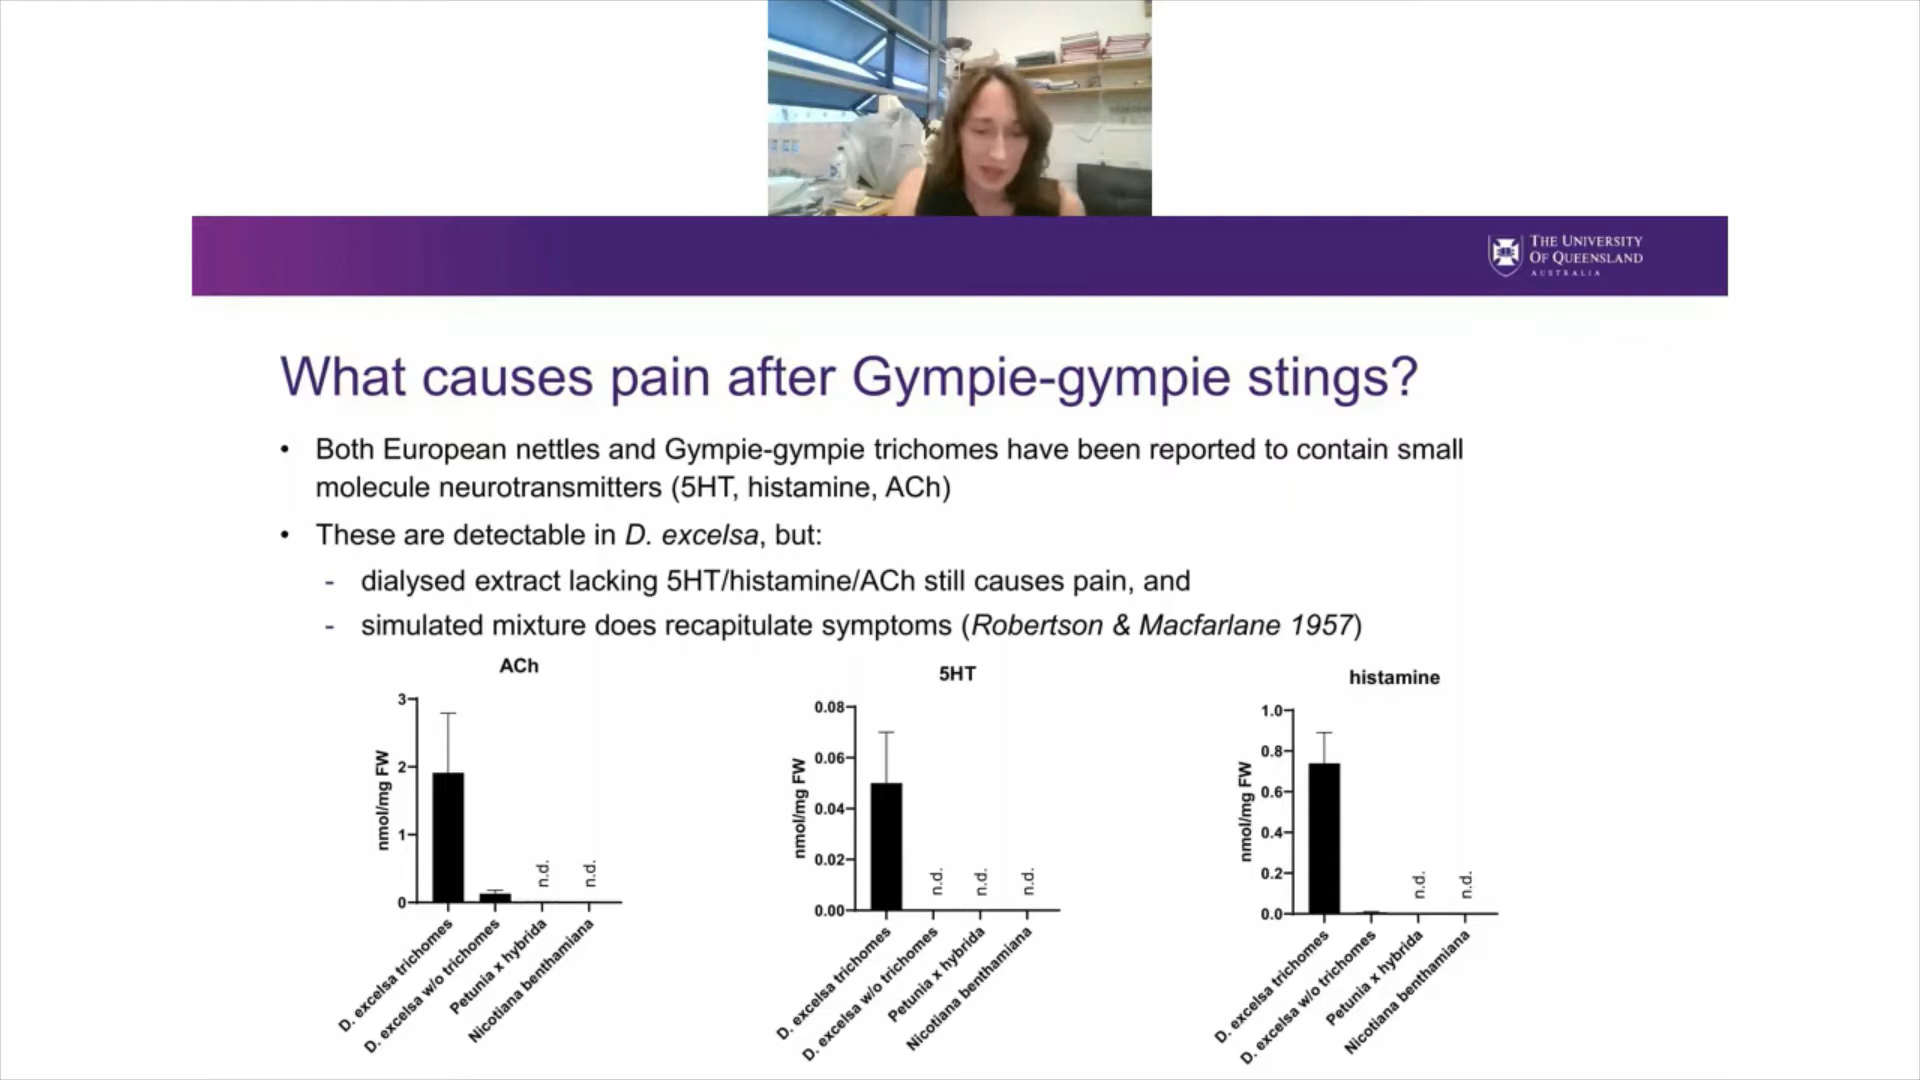 THE UNIVERSITY
OF QUEENSLAND
AUSTRALIA
What causes pain after Gympie-gympie stings?
• Both European nettles and Gympie-gympie trichomes have been reported to contain small
molecule neurotransmitters (5HT, histamine, ACh)
• These are detectable in D. excelsa, but:
- dialysed extract lacking 5HT/histamine/ACh still causes pain, and
- simulated mixture does recapitulate symptoms (Robertson & Macfarlane 1957)
ACh
nmol/mg FW
3
2
1
0
n.d.
n.d.
D. excelsa trichomes
D. excelsa w/o trichomes
Petunia x hybrida
Nicotiana benthamiana
5HT
nmol/mg FW
0.08
0.06
0.04
0.02
0.00
n.d.
n.d.
n.d.
D. excelsa trichomes
D. excelsa w/o trichomes
Petunia x hybrida
Nicotiana benthamiana
histamine
nmol/mg FW
1.0
0.8
0.6
0.4
0.2
0.0
n.d.
n.d.
D. excelsa trichomes
D. excelsa w/o trichomes
Petunia x hybrida
Nicotiana benthamiana